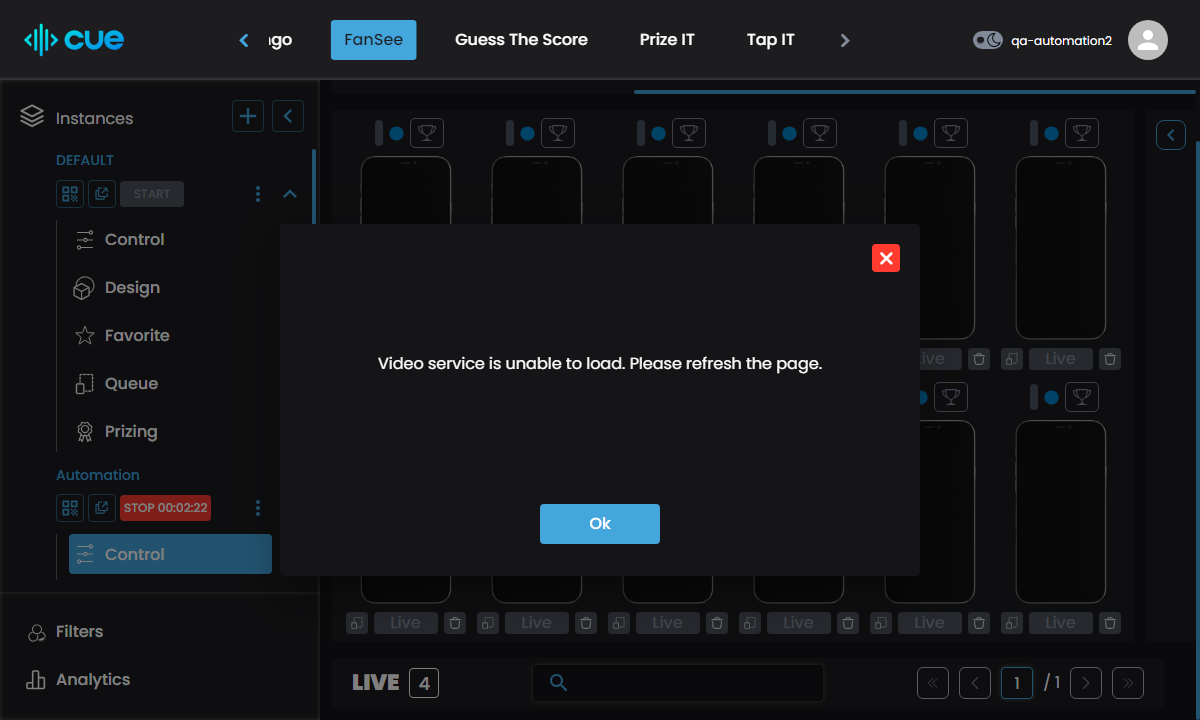 cue
ngo
FanSee
Guess The Score
Prize IT
Tap IT
qa-automation2
Instances
DEFAULT
START
Control
Design
Favorite
Queue
Prizing
Automation
STOP 00:02:22
Control
Filters
Analytics
Live
Live
Video service is unable to load. Please refresh the page.
Ok
Live
Live
Live
Live
Live
Live
LIVE 4
1 / 1